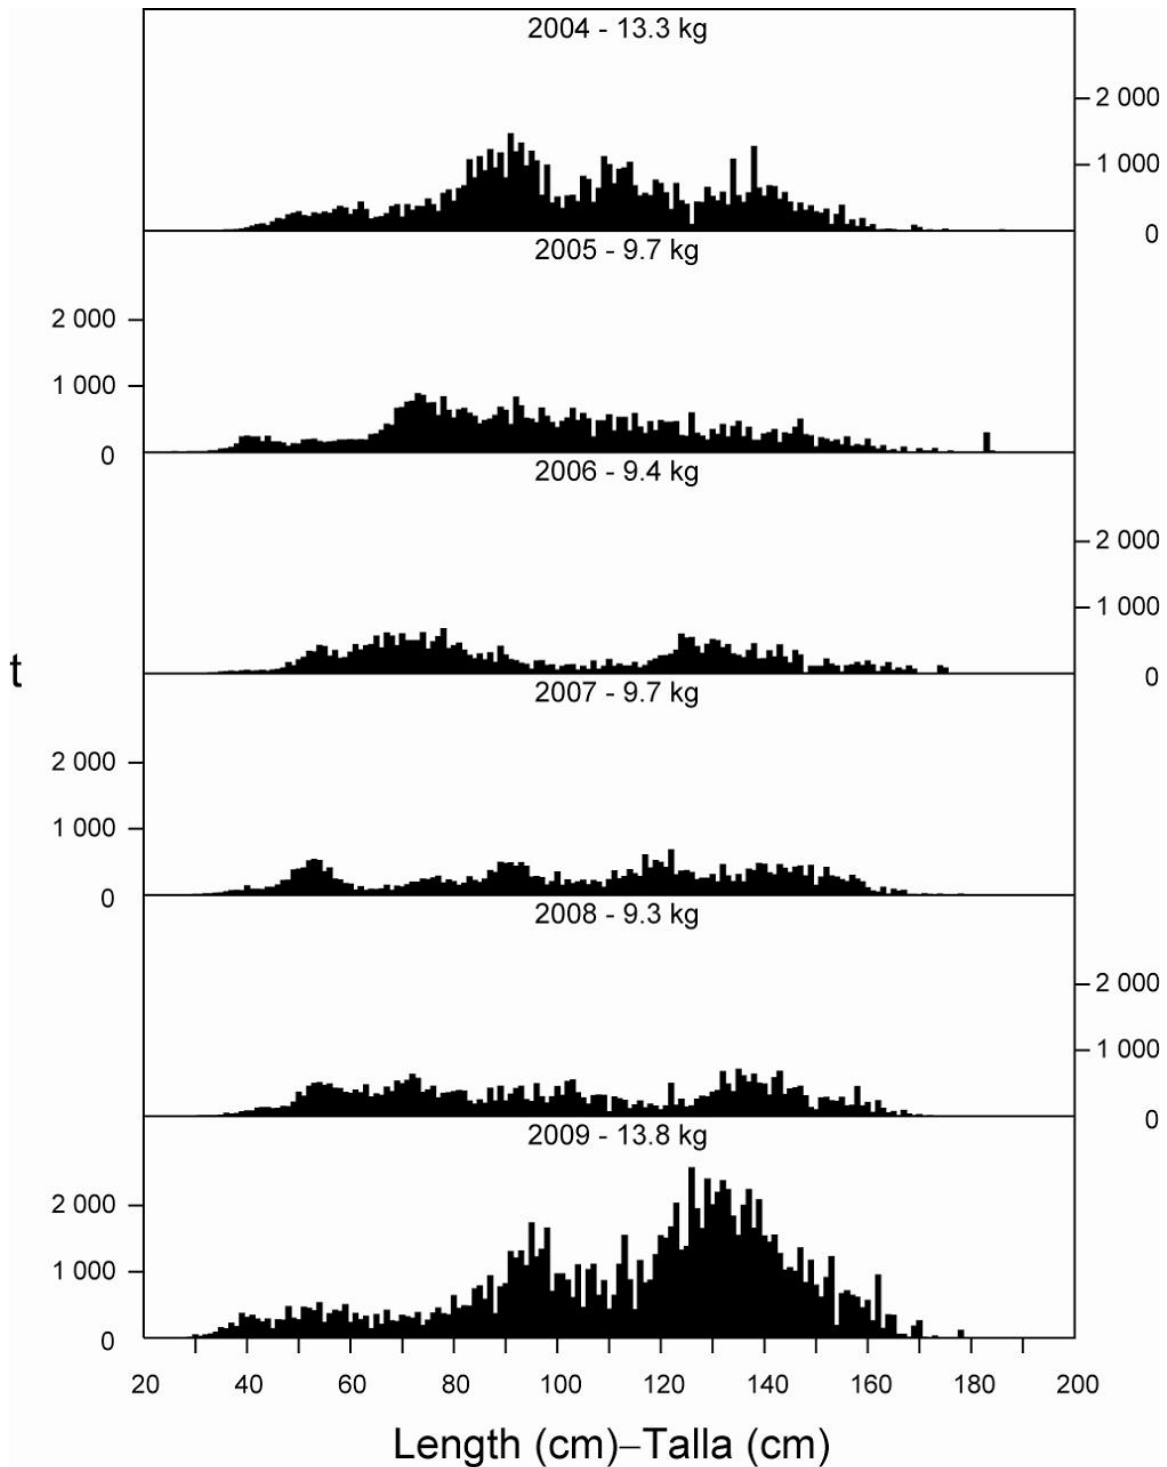 2004 - 13.3 kg
2 000
1 000
0
2005 - 9.7 kg
2 000
1 000
0
2006 - 9.4 kg
2 000
1 000
0
t
2007 - 9.7 kg
2 000
1 000
0
2008 - 9.3 kg
2 000
1 000
0
2009 - 13.8 kg
2 000
1 000
0
20 40 60 80 100 120 140 160 180 200
Length (cm)–Talla (cm)